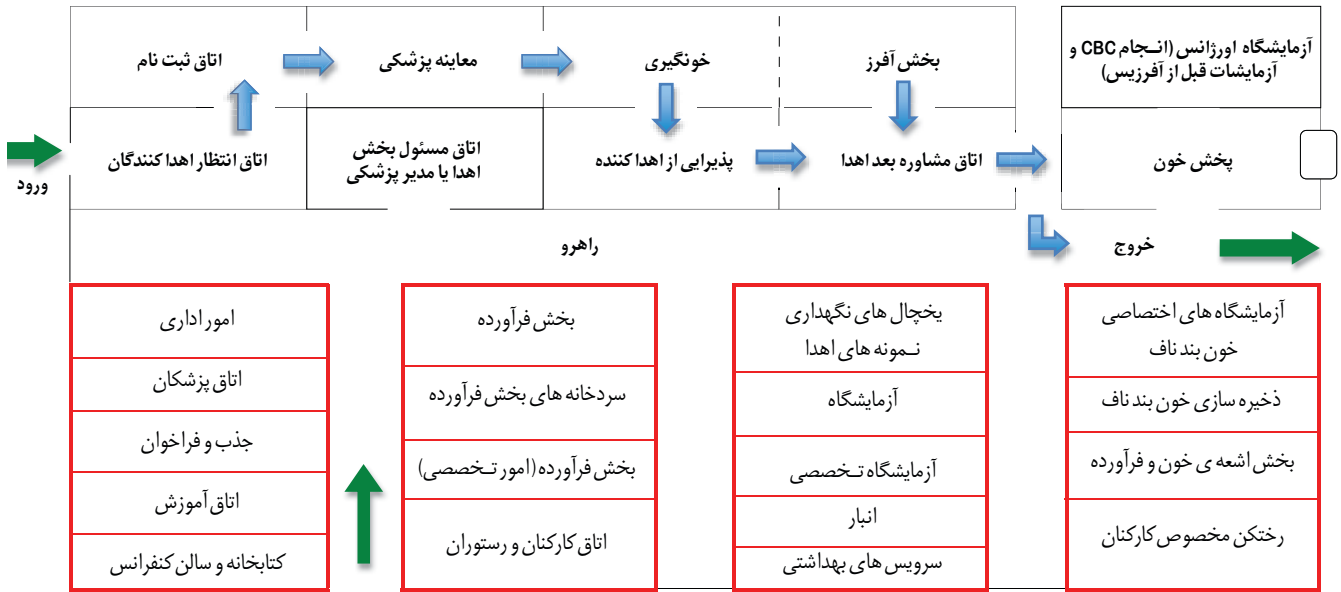 اتاق ثبت نام
معاینه پزشکی
خونگیری
بخش آفرز
آزمایشگاه اورژانس (انـجام CBC و
آزمایشات قبل از آفرزیس)
ورود
اتاق انتظار اهدا کنندگان
اتاق مسئول بخش
اهدا یا مدیر پزشکی
پذیرایی از اهدا کننده
اتاق مشاوره بعد اهدا
پخش خون
راهرو
خروج
امور اداری
اتاق پزشکان
جذب و فراخوان
اتاق آموزش
کتابخانه و سالن کنفرانس
بخش فرآورده
سردخانه های بخش فرآورده
بخش فرآورده (امور تـخصصی)
اتاق کارکنان و رستوران
یخچال های نگهداری
نـمونه های اهدا
آزمایشگاه
آزمایشگاه تـخصصی
انبار
سرویس های بهداشتی
آزمایشگاه های اختصاصی
خون بند ناف
ذخیره سازی خون بند ناف
بخش اشعه ی خون و فرآورده
رختکن مخصوص کارکنان